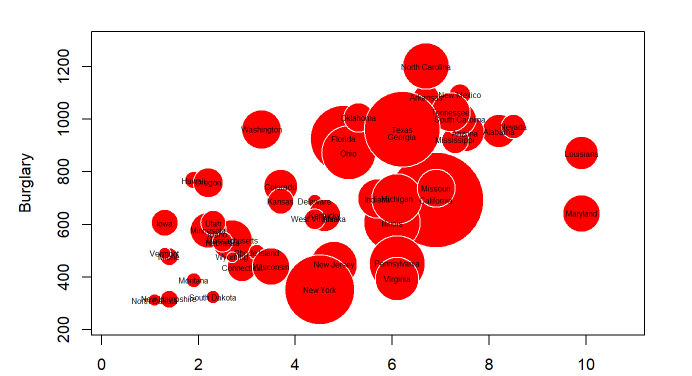 1200
1000
800
600
400
200
Burglary
North Carolina
Arkansas
New Mexico
Tennessee
South Carolina
Oklahoma
Washington
Texas
Georgia
Florida
Ohio
Arizona
Mississippi
Alabama
Nevada
Louisiana
Hawaii
Oregon
Colorado
Kansas
Delaware
Indiana
Michigan
Missouri
California
Maryland
Iowa
Utah
Illinois
Vermont
Wyoming
Connecticut
Wisconsin
New Jersey
Pennsylvania
Virginia
Montana
New York
South Dakota
0
2
4
6
8
10